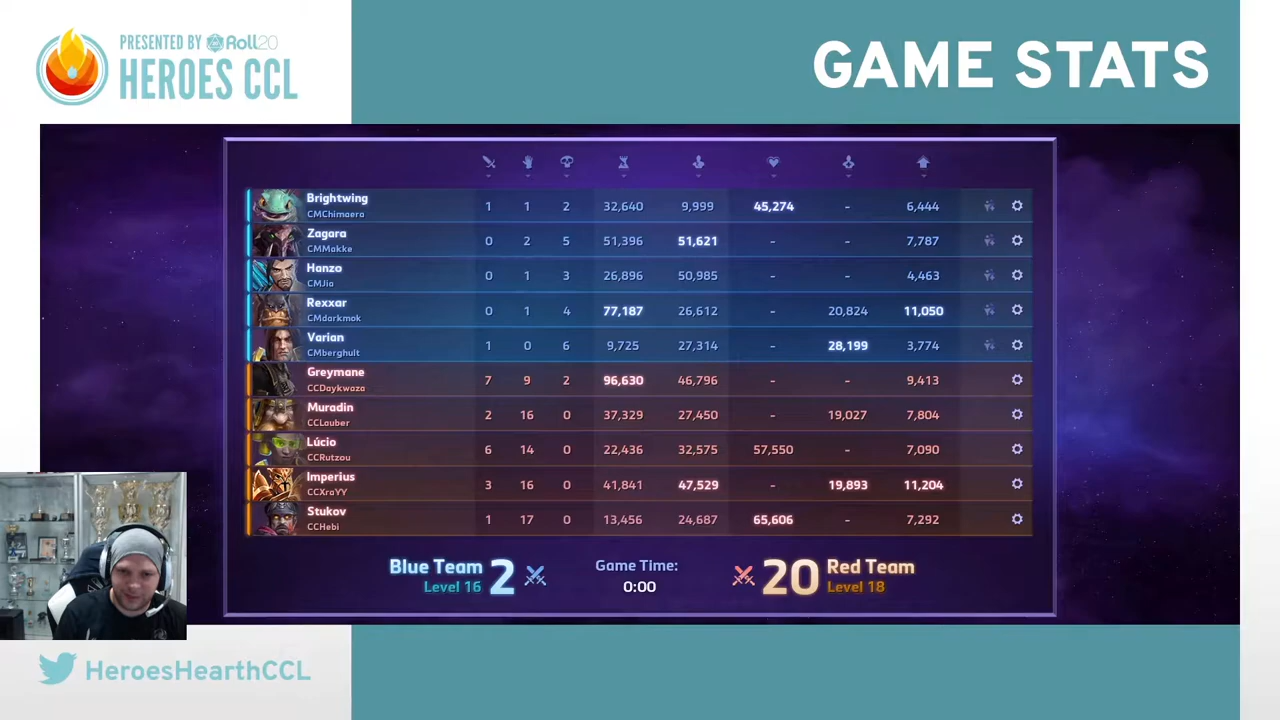 PRESENTED BY Roll20
HEROES CCL
GAME STATS
Brightwing 1 1 2 32,640 9,999 45,274 - 6,444
CMChimaera
Zagara 0 2 5 51,396 51,621 - - 7,787
CMMakke
Hanzo 0 1 3 26,896 50,985 - - 4,463
CMJia
Rexxar 0 1 4 77,187 26,612 - 20,824 11,050
CMdarkmok
Varian 1 0 6 9,725 27,314 - 28,199 3,774
CMberghult
Greymane 7 9 2 96,630 46,796 - - 9,413
CCDaykwaza
Muradin 2 16 0 37,329 27,450 - 19,027 7,804
CCLauber
Lúcio 6 14 0 22,436 32,575 57,550 - 7,090
CCRutzou
Imperius 3 16 0 41,841 47,529 - 19,893 11,204
CCXraYY
Stukov 1 17 0 13,456 24,687 65,606 - 7,292
CCHebi
Blue Team 2 Game Time: 20 Red Team
Level 16 0:00 Level 18
HeroesHearthCCL